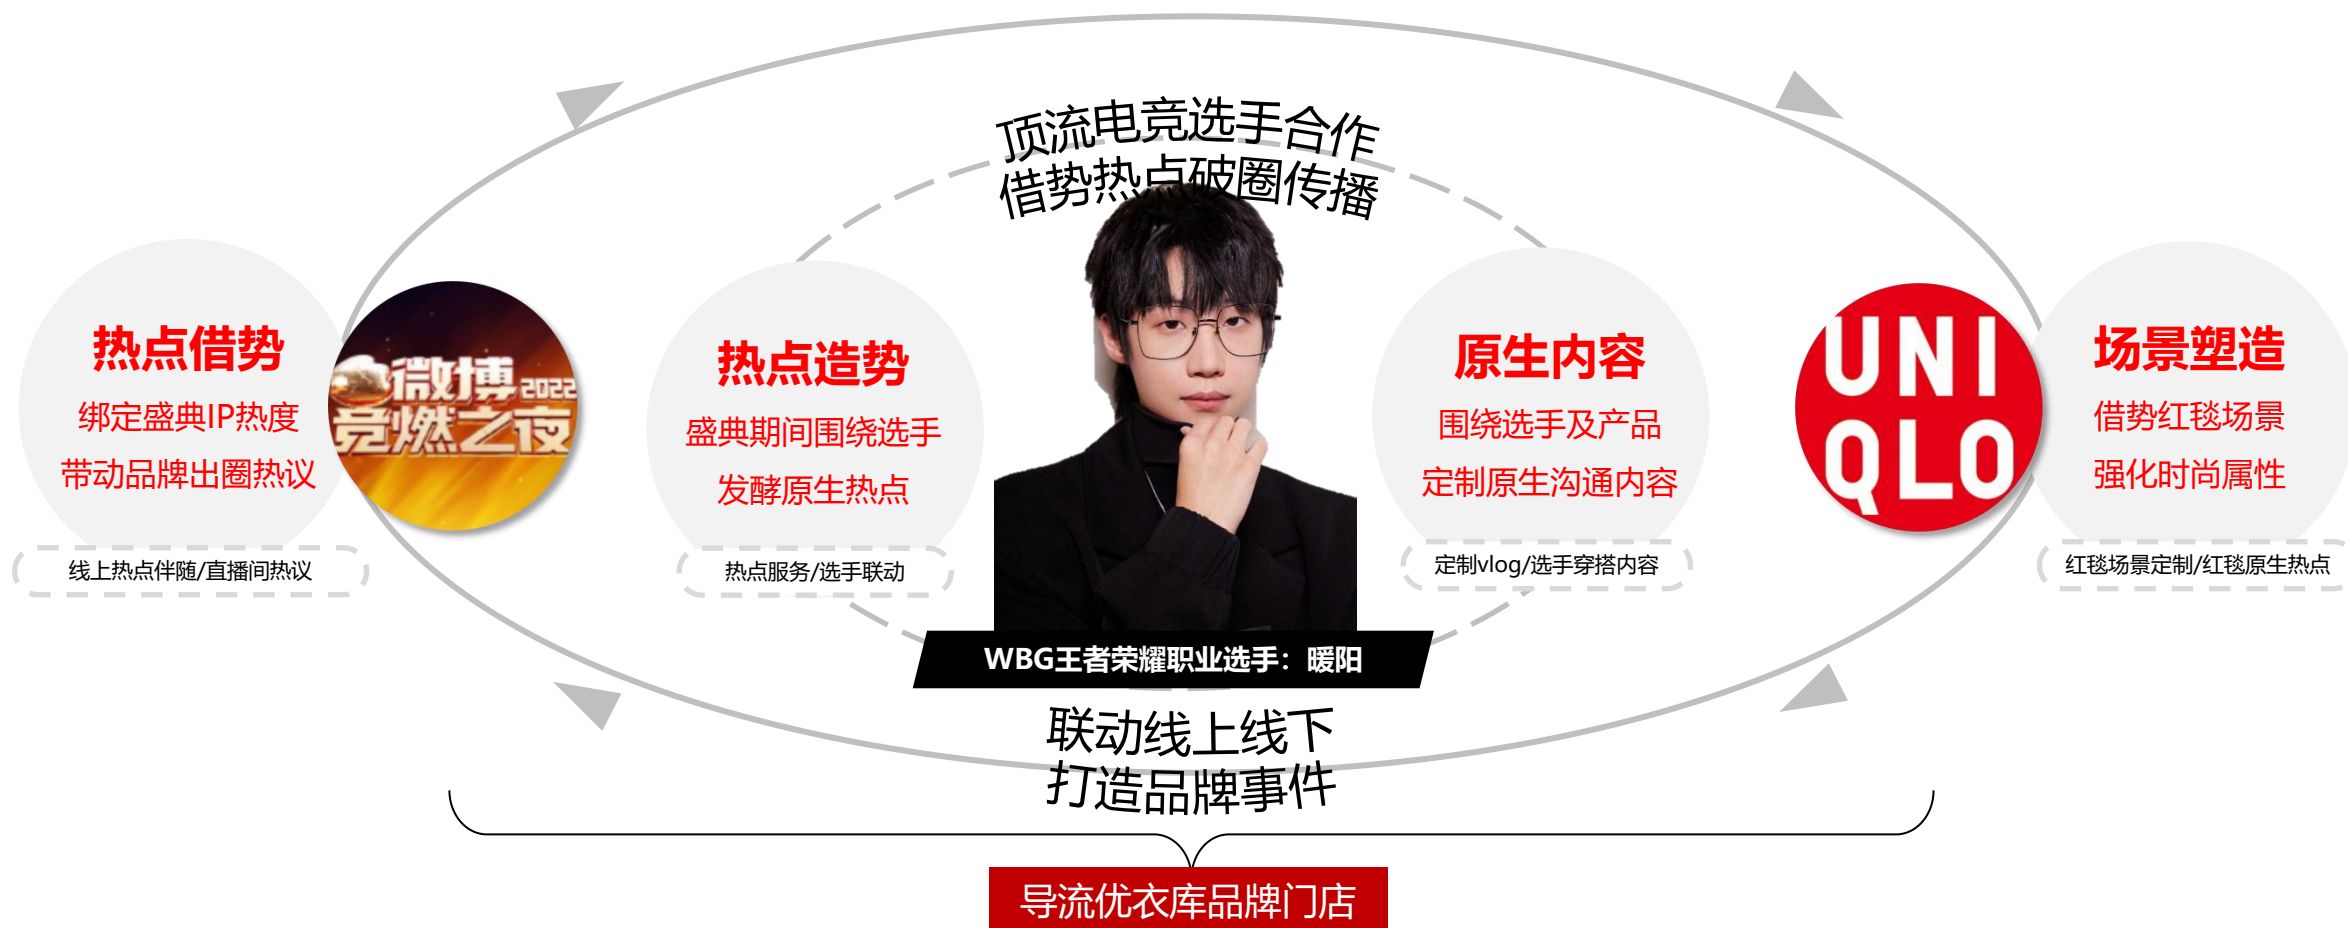 顶流电竞选手合作
借势热点破圈传播
热点借势
绑定盛典IP热度
带动品牌出圈热议
线上热点伴随/直播间热议
微博2022
竞燃之夜
热点造势
盛典期间围绕选手
发酵原生热点
热点服务/选手联动
WBG王者荣耀职业选手：暖阳
原生内容
围绕选手及产品
定制原生沟通内容
定制vlog/选手穿搭内容
UNI
QLO
场景塑造
借势红毯场景
强化时尚属性
红毯场景定制/红毯原生热点
联动线上线下
打造品牌事件
导流优衣库品牌门店